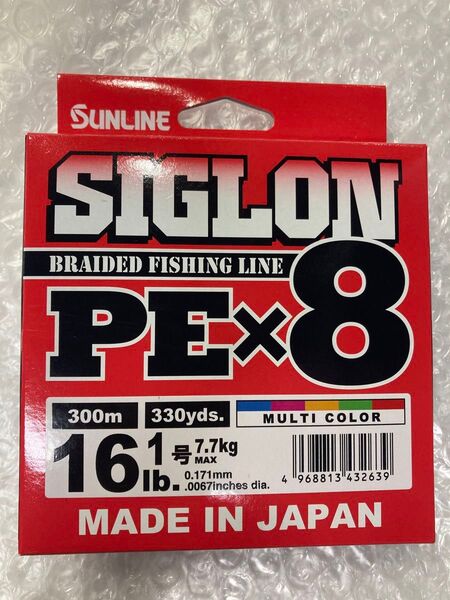 SUNLINE
SIGLON
BRAIDED FISHING LINE
PE×8
300m 330yds. MULTI COLOR
16lb. 1号 7.7kg MAX
0.171mm
.0067inches dia.
4 968813 432639
MADE IN JAPAN